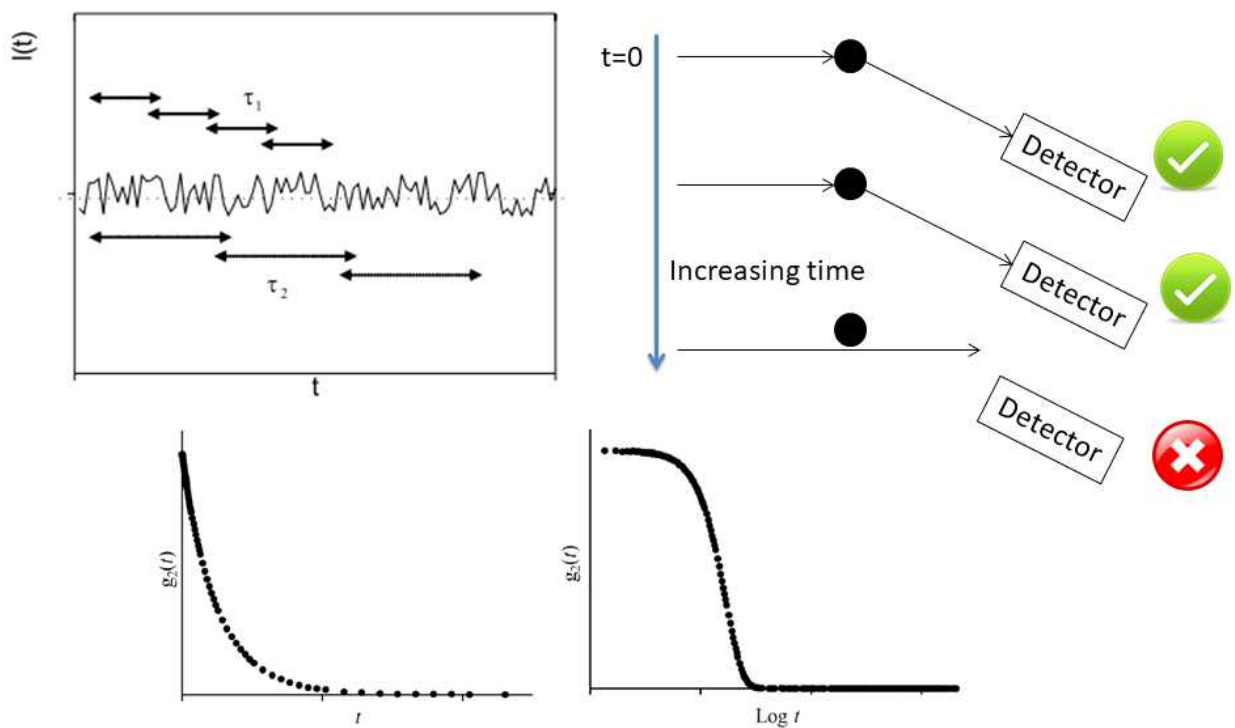 I(t)
τ₁
τ₂
t
t=0
Detector
Detector
Increasing time
Detector
g₂(t)
t
g₂(t)
Log t